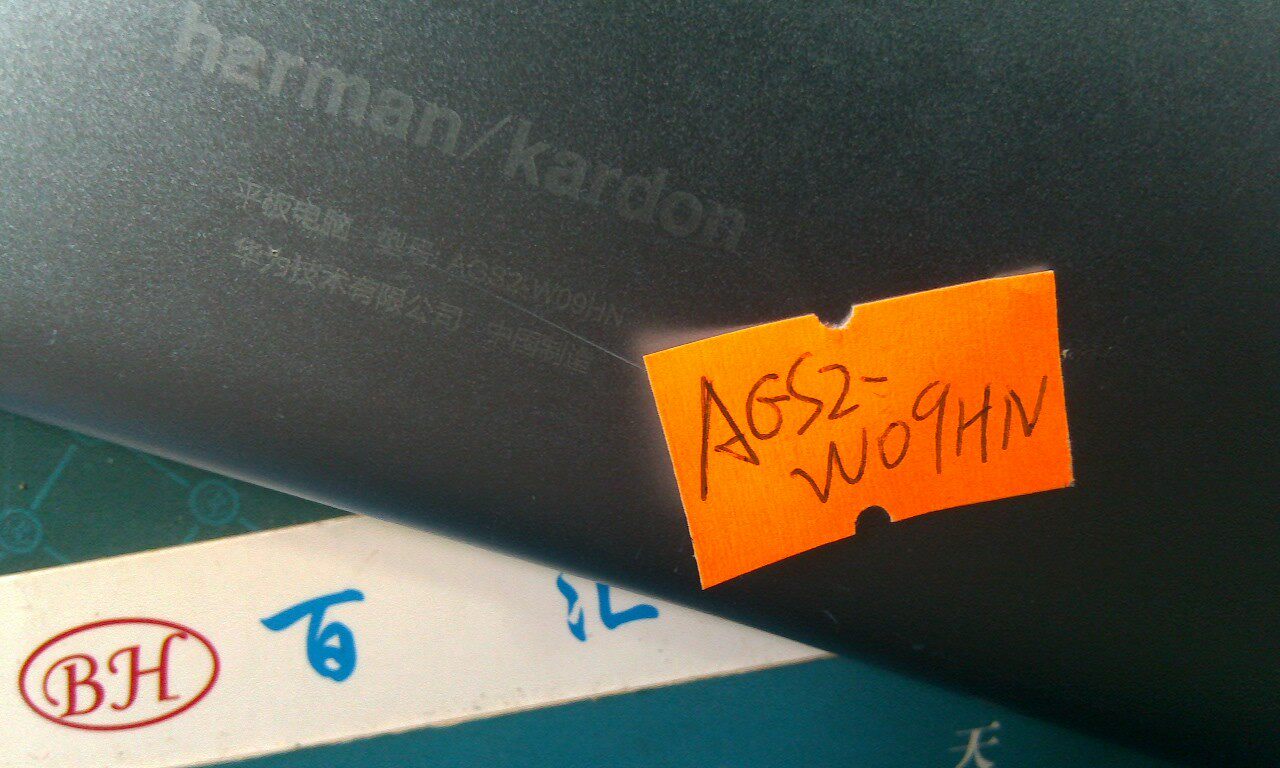 harman/kardon
平板电脑 型号:AGS2-W09HN
华为技术有限公司 中国制造
AGS2-
W09HN
BH
百 汇
天